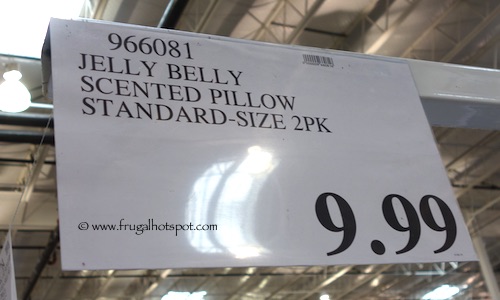 966081
JELLY BELLY
SCENTED PILLOW
STANDARD-SIZE 2PK
© www.frugalhotspot.com
9.99